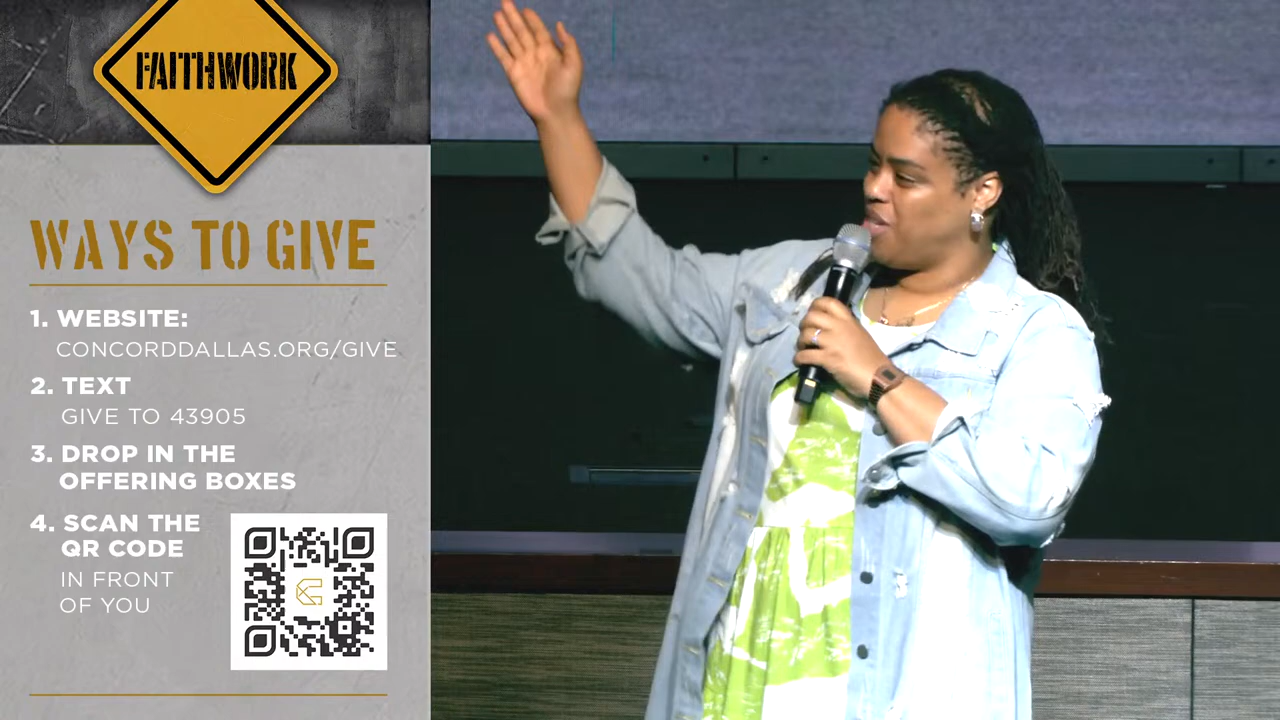 FAITHWORK
WAYS TO GIVE
1. WEBSITE:
CONCORDDALLAS.ORG/GIVE
2. TEXT
GIVE TO 43905
3. DROP IN THE
OFFERING BOXES
4. SCAN THE
QR CODE
IN FRONT
OF YOU